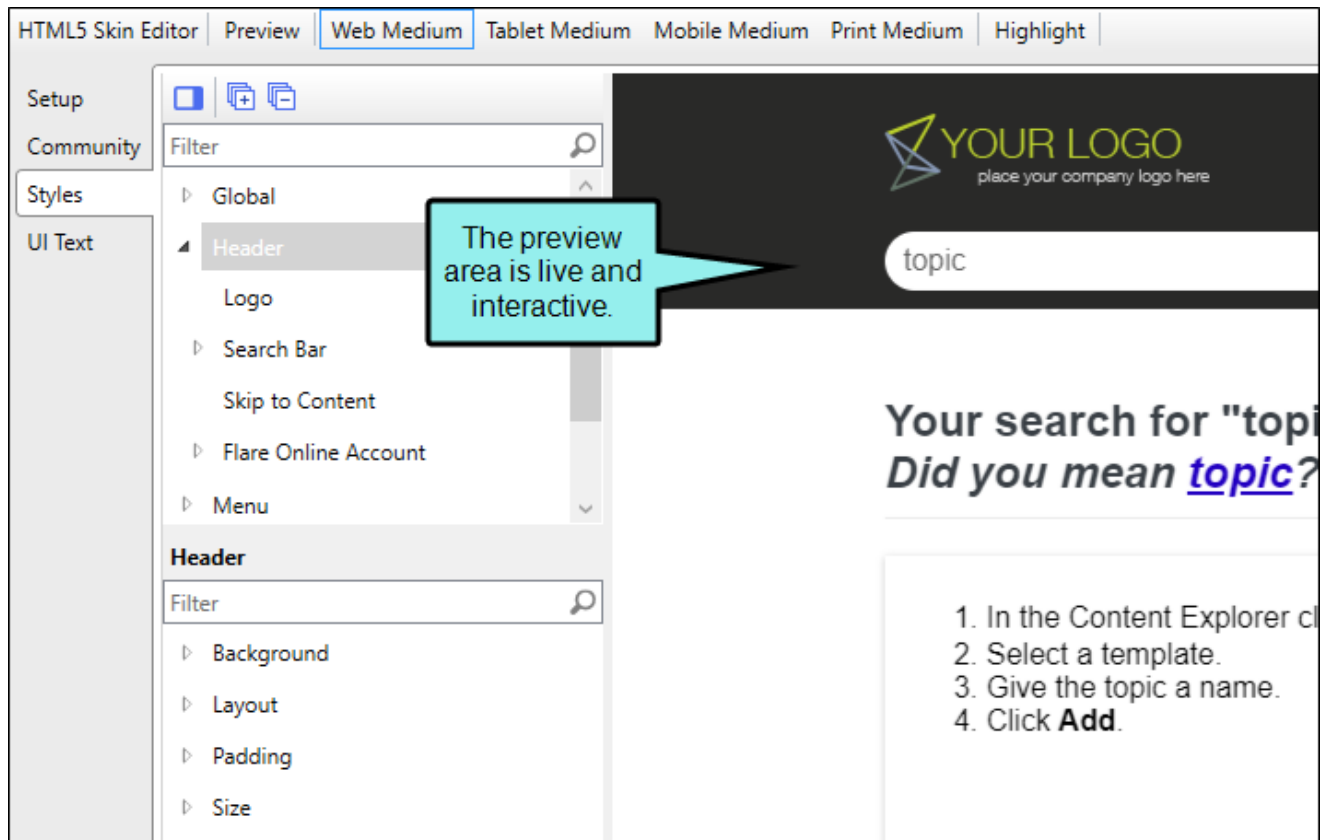 HTML5 Skin Editor Preview Web Medium Tablet Medium Mobile Medium Print Medium Highlight
Setup
Community
Styles
UI Text
Filter
Global
Header
Logo
Search Bar
Skip to Content
Flare Online Account
Menu
Header
Filter
Background
Layout
Padding
Size
The preview
area is live and
interactive.
YOUR LOGO
place your company logo here
topic
Your search for "topi
Did you mean topic?
1. In the Content Explorer cl
2. Select a template.
3. Give the topic a name.
4. Click Add.